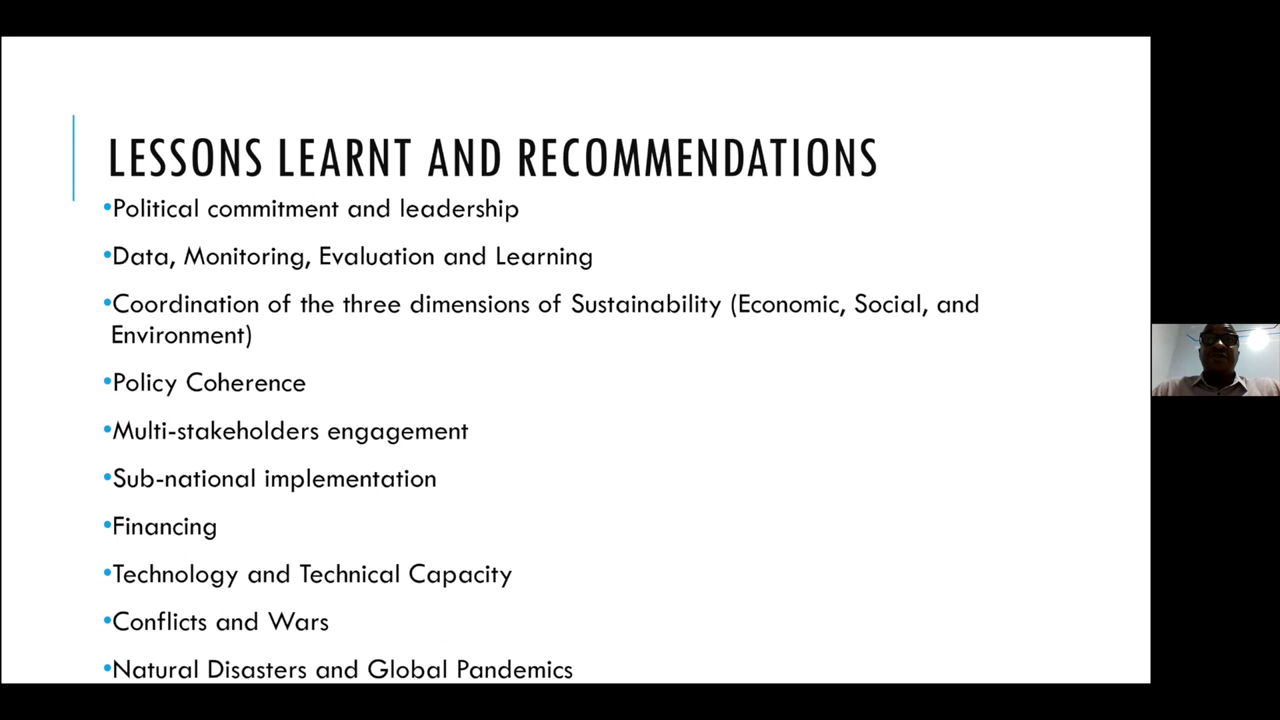 LESSONS LEARNT AND RECOMMENDATIONS
•Political commitment and leadership
•Data, Monitoring, Evaluation and Learning
•Coordination of the three dimensions of Sustainability (Economic, Social, and
Environment)
•Policy Coherence
•Multi-stakeholders engagement
•Sub-national implementation
•Financing
•Technology and Technical Capacity
•Conflicts and Wars
•Natural Disasters and Global Pandemics